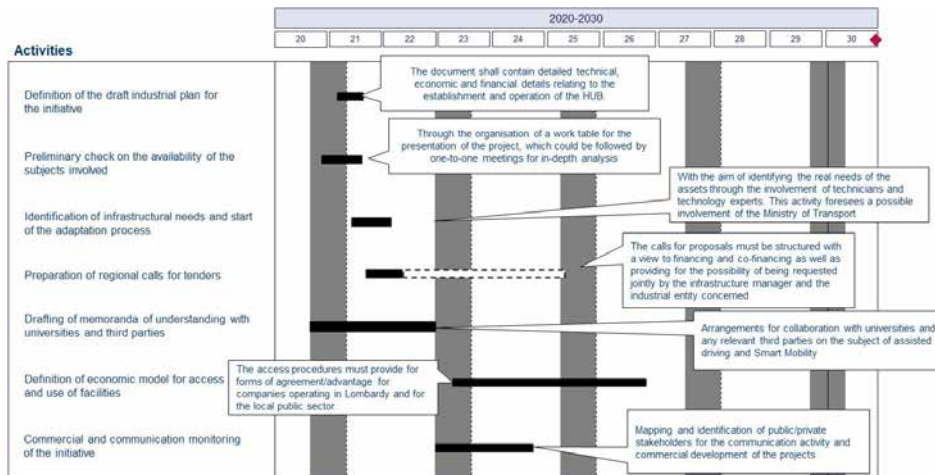 2020-2030
20 21 22 23 24 25 26 27 28 29 30
Activities
Definition of the draft industrial plan for
the initiative
The document shall contain detailed technical,
economic and financial details relating to the
establishment and operation of the HUB
Preliminary check on the availability of the
subjects involved
Through the organisation of a work table for the
presentation of the project, which could be followed by
one-to-one meetings for in-depth analysis
Identification of infrastructural needs and start
of the adaptation process
With the aim of identifying the real needs of the
assets through the involvement of technicians and
technology experts. This activity foresees a possible
involvement of the Ministry of Transport
Preparation of regional calls for tenders
The calls for proposals must be structured with
a view to financing and co-financing as well as
providing for the possibility of being requested
jointly by the infrastructure manager and the
industrial entity concerned
Drafting of memoranda of understanding with
universities and third parties
Arrangements for collaboration with universities and
any relevant third parties on the subject of assisted
driving and Smart Mobility
Definition of economic model for access
and use of facilities
The access procedures must provide for
forms of agreement/advantage for
companies operating in Lombardy and for
the local public sector
Commercial and communication monitoring
of the initiative
Mapping and identification of public/private
stakeholders for the communication activity and
commercial development of the projects